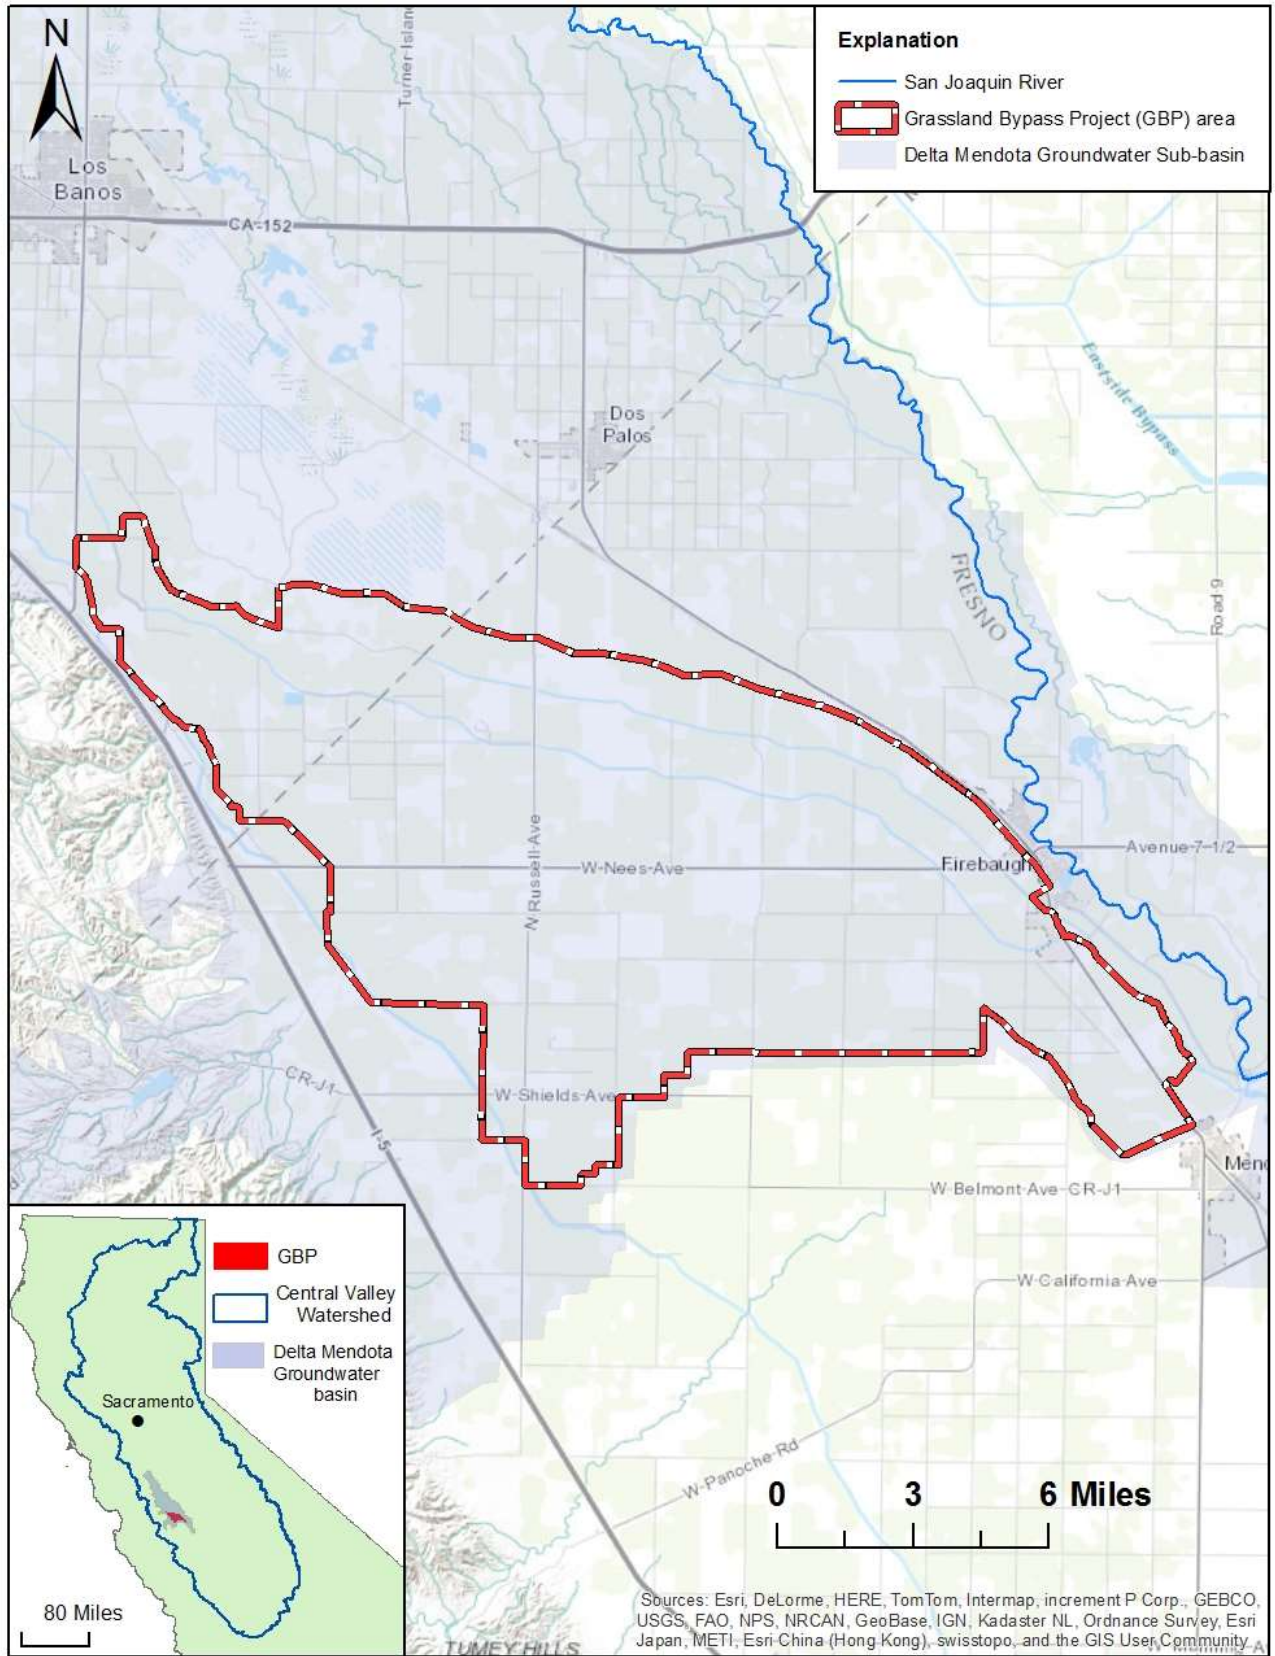 N
Turner-Island
Explanation
San Joaquin River
Grassland Bypass Project (GBP) area
Delta Mendota Groundwater Sub-basin
Los
Banos
CA-152
Eastside Bypass
Dos
Palos
FRESNO
Road 9
N-Russell-Ave
Avenue-7-1/2
W-Nees-Ave
Firebaugh
CR-J1
W-Shields-Ave
I-5
Mend
W Belmont Ave CR-J1
W-California Ave
GBP
Central Valley
Watershed
Delta Mendota
Groundwater
basin
Sacramento
W-Panoche-Rd
0 3 6 Miles
80 Miles
Sources: Esri, DeLorme, HERE, TomTom, Intermap, increment P Corp., GEBCO,
USGS, FAO, NPS, NRCAN, GeoBase, IGN, Kadaster NL, Ordnance Survey, Esri
Japan, METI, Esri China (Hong Kong), swisstopo, and the GIS User Community
TUMEY HILLS